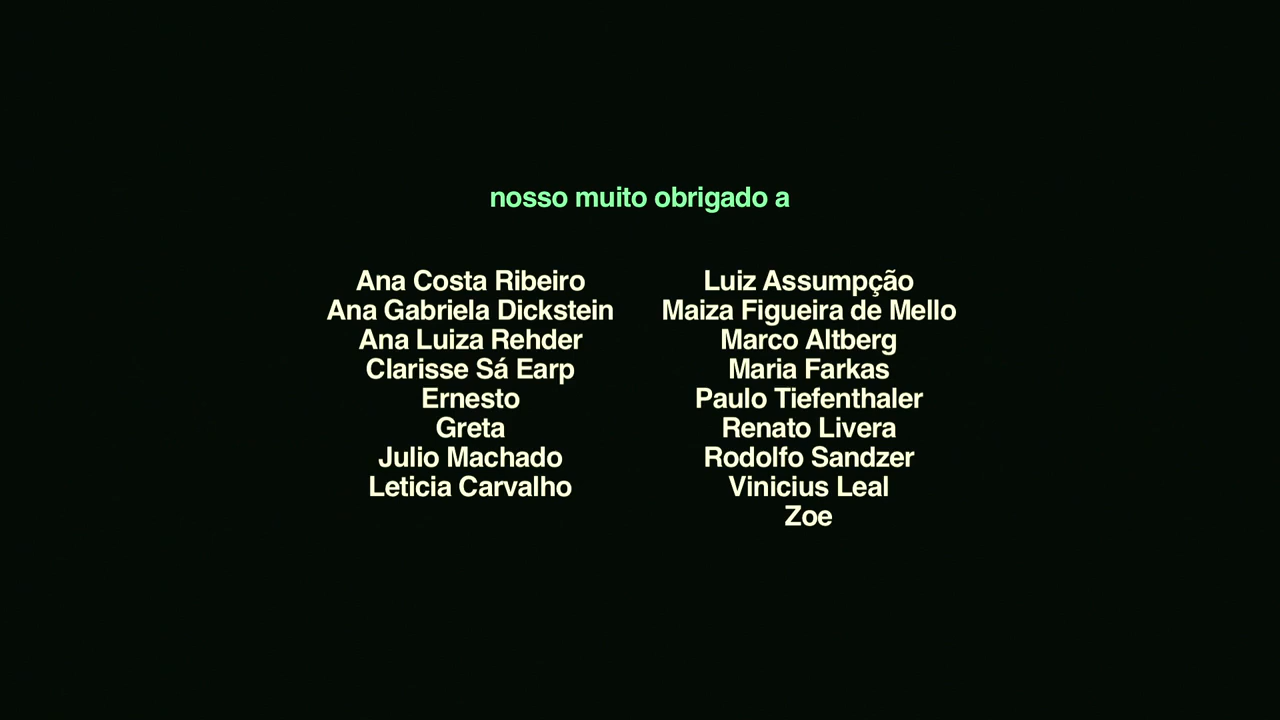 nosso muito obrigado a
Ana Costa Ribeiro
Ana Gabriela Dickstein
Ana Luiza Rehder
Clarisse Sá Earp
Ernesto
Greta
Julio Machado
Leticia Carvalho
Luiz Assumpção
Maiza Figueira de Mello
Marco Altberg
Maria Farkas
Paulo Tiefenthaler
Renato Livera
Rodolfo Sandzer
Vinicius Leal
Zoe